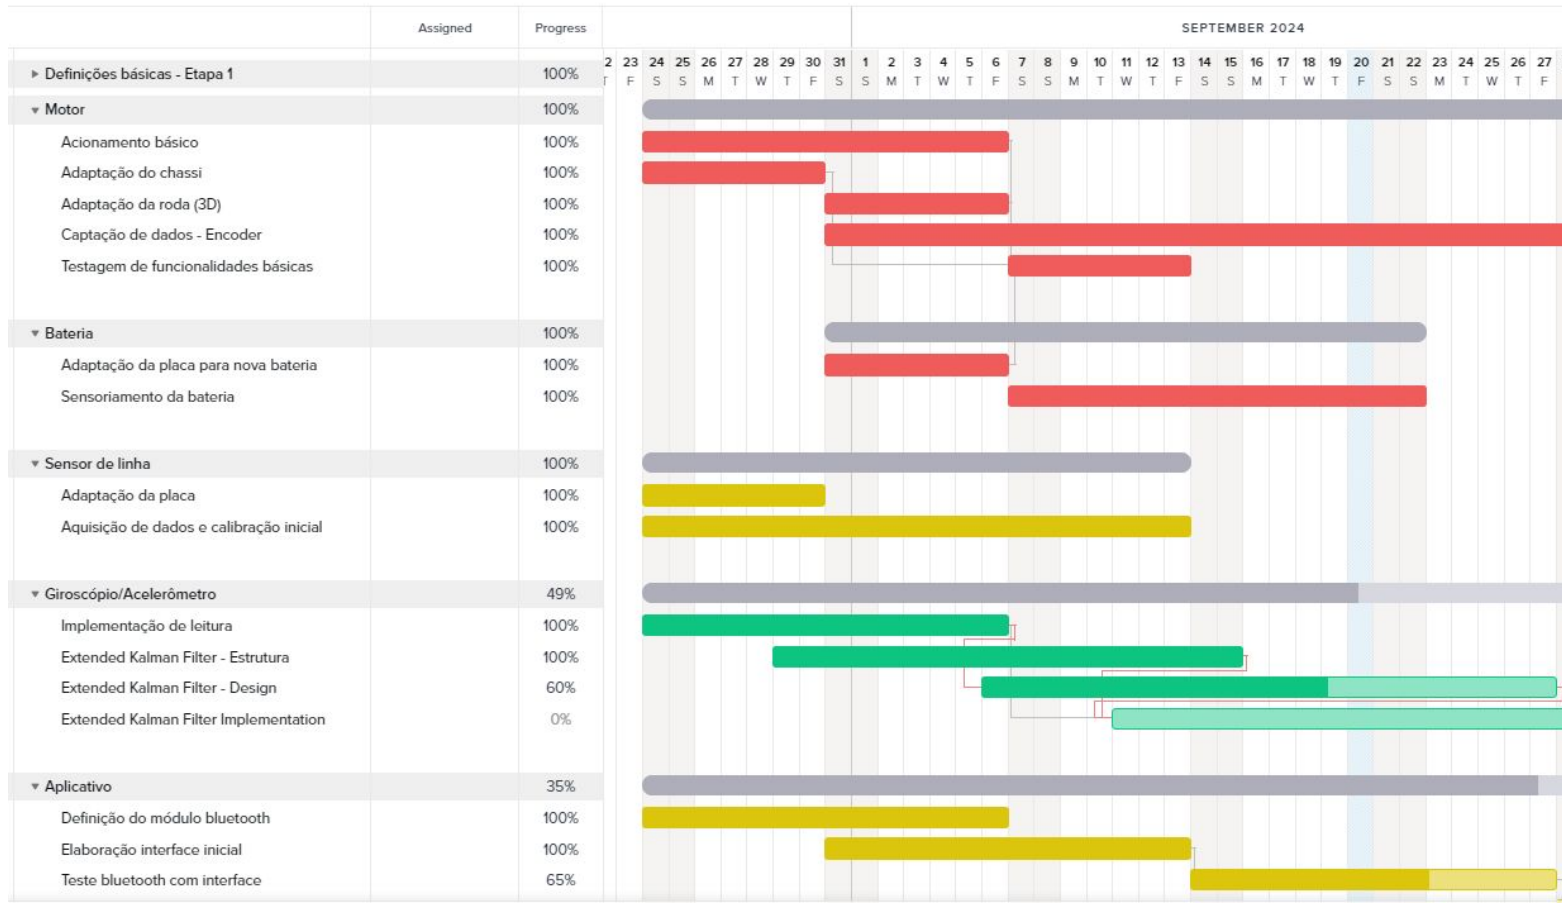 Assigned Progress SEPTEMBER 2024
2 23 24 25 26 27 28 29 30 31 1 2 3 4 5 6 7 8 9 10 11 12 13 14 15 16 17 18 19 20 21 22 23 24 25 26 27
T F S S M T W T F S S M T W T F S S M T W T F S S M T W T F S S M T W T F
Definições básicas - Etapa 1 100%
Motor 100%
Acionamento básico 100%
Adaptação do chassi 100%
Adaptação da roda (3D) 100%
Captação de dados - Encoder 100%
Testagem de funcionalidades básicas 100%
Bateria 100%
Adaptação da placa para nova bateria 100%
Sensoriamento da bateria 100%
Sensor de linha 100%
Adaptação da placa 100%
Aquisição de dados e calibração inicial 100%
Giroscópio/Acelerômetro 49%
Implementação de leitura 100%
Extended Kalman Filter - Estrutura 100%
Extended Kalman Filter - Design 60%
Extended Kalman Filter Implementation 0%
Aplicativo 35%
Definição do módulo bluetooth 100%
Elaboração interface inicial 100%
Teste bluetooth com interface 65%